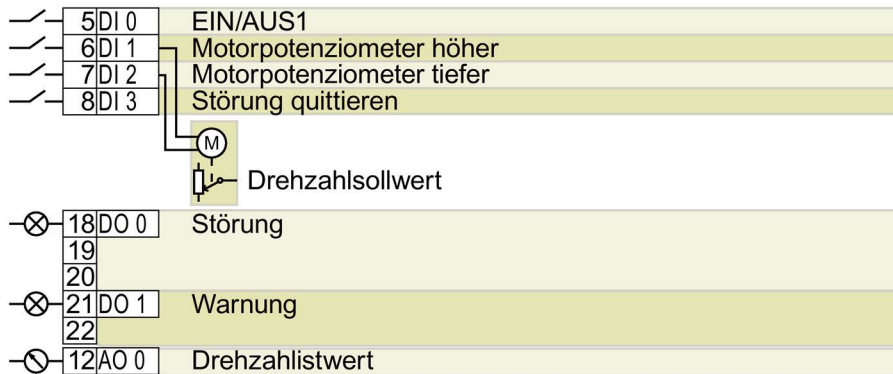 5 DI 0 EIN/AUS1
6 DI 1 Motorpotenziometer höher
7 DI 2 Motorpotenziometer tiefer
8 DI 3 Störung quittieren
M
Drehzahlsollwert
18 DO 0 Störung
19
20
21 DO 1 Warnung
22
12 AO 0 Drehzahlistwert